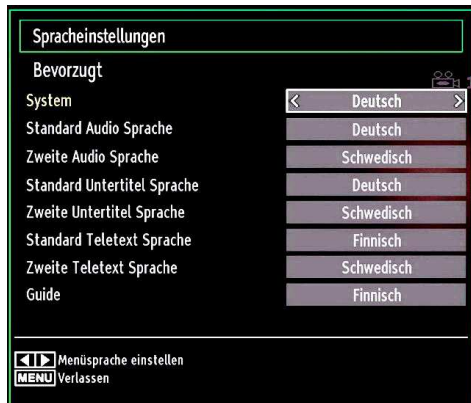 Spracheinstellungen
Bevorzugt
System < Deutsch >
Standard Audio Sprache Deutsch
Zweite Audio Sprache Schwedisch
Standard Untertitel Sprache Deutsch
Zweite Untertitel Sprache Schwedisch
Standard Teletext Sprache Finnisch
Zweite Teletext Sprache Schwedisch
Guide Finnisch
Menüsprache einstellen
MENU Verlassen